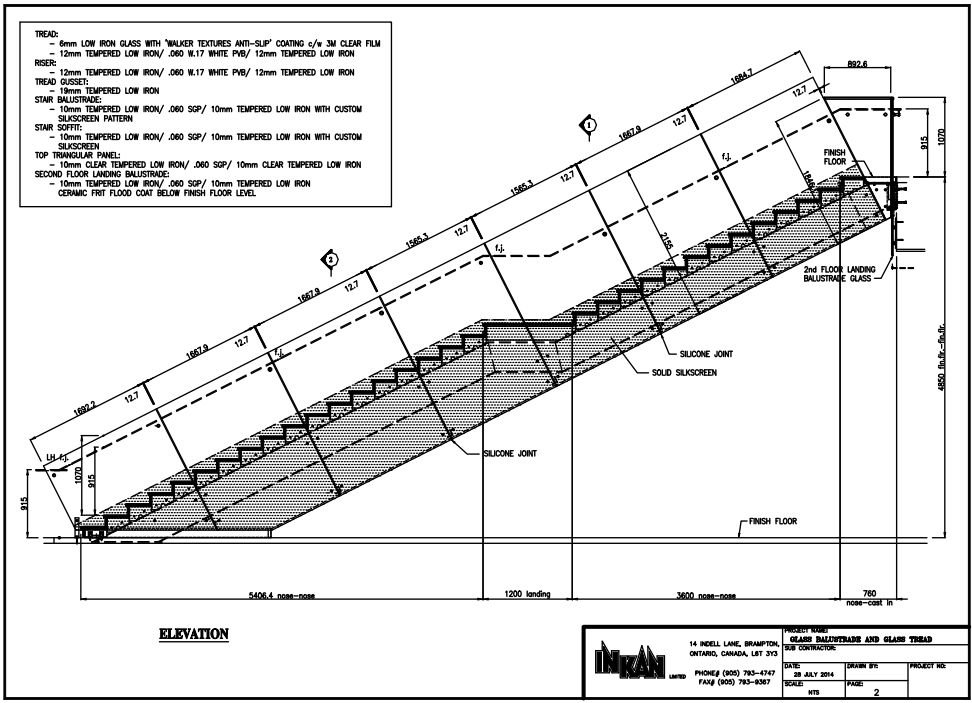 TREAD:
- 6mm LOW IRON GLASS WITH 'WALKER TEXTURES ANTI-SLIP' COATING c/w 3M CLEAR FILM
- 12mm TEMPERED LOW IRON/ .060 W.17 WHITE PVB/ 12mm TEMPERED LOW IRON
RISER:
- 12mm TEMPERED LOW IRON/ .060 W.17 WHITE PVB/ 12mm TEMPERED LOW IRON
TREAD GUSSET:
- 19mm TEMPERED LOW IRON
STAIR BALUSTRADE:
- 10mm TEMPERED LOW IRON/ .060 SGP/ 10mm TEMPERED LOW IRON WITH CUSTOM
SILKSCREEN PATTERN
STAIR SOFFIT:
- 10mm TEMPERED LOW IRON/ .060 SGP/ 10mm TEMPERED LOW IRON WITH CUSTOM
SILKSCREEN
TOP TRIANGULAR PANEL:
- 10mm CLEAR TEMPERED LOW IRON/ .060 SGP/ 10mm CLEAR TEMPERED LOW IRON
SECOND FLOOR LANDING BALUSTRADE:
- 10mm TEMPERED LOW IRON/ .060 SGP/ 10mm TEMPERED LOW IRON
CERAMIC FRIT FLOOD COAT BELOW FINISH FLOOR LEVEL
892.6
1684.7
12.7
1
1667.9
12.7
915
1070
f.j.
FINISH
FLOOR
1565.3
12.7
1565.3
12.7
f.j.
2155
2
1667.9
12.7
2nd FLOOR LANDING
BALUSTRADE GLASS
1667.9
12.7
f.j.
SILICONE JOINT
SOLID SILKSCREEN
4850 fin.flr.-fin.flr.
1692.2
12.7
LH f.j.
1070
915
915
SILICONE JOINT
FINISH FLOOR
5406.4 nose-nose
1200 landing
3600 nose-nose
760
nose-cast in
ELEVATION
INKAN
LIMITED
14 INDELL LANE, BRAMPTON,
ONTARIO, CANADA, L6T 3Y3
PHONE# (905) 793-4747
FAX# (905) 793-9367
PROJECT NAME:
GLASS BALUSTRADE AND GLASS TREAD
SUB CONTRACTOR:
DATE:
28 JULY 2014
DRAWN BY:
PROJECT NO:
SCALE:
NTS
PAGE:
2